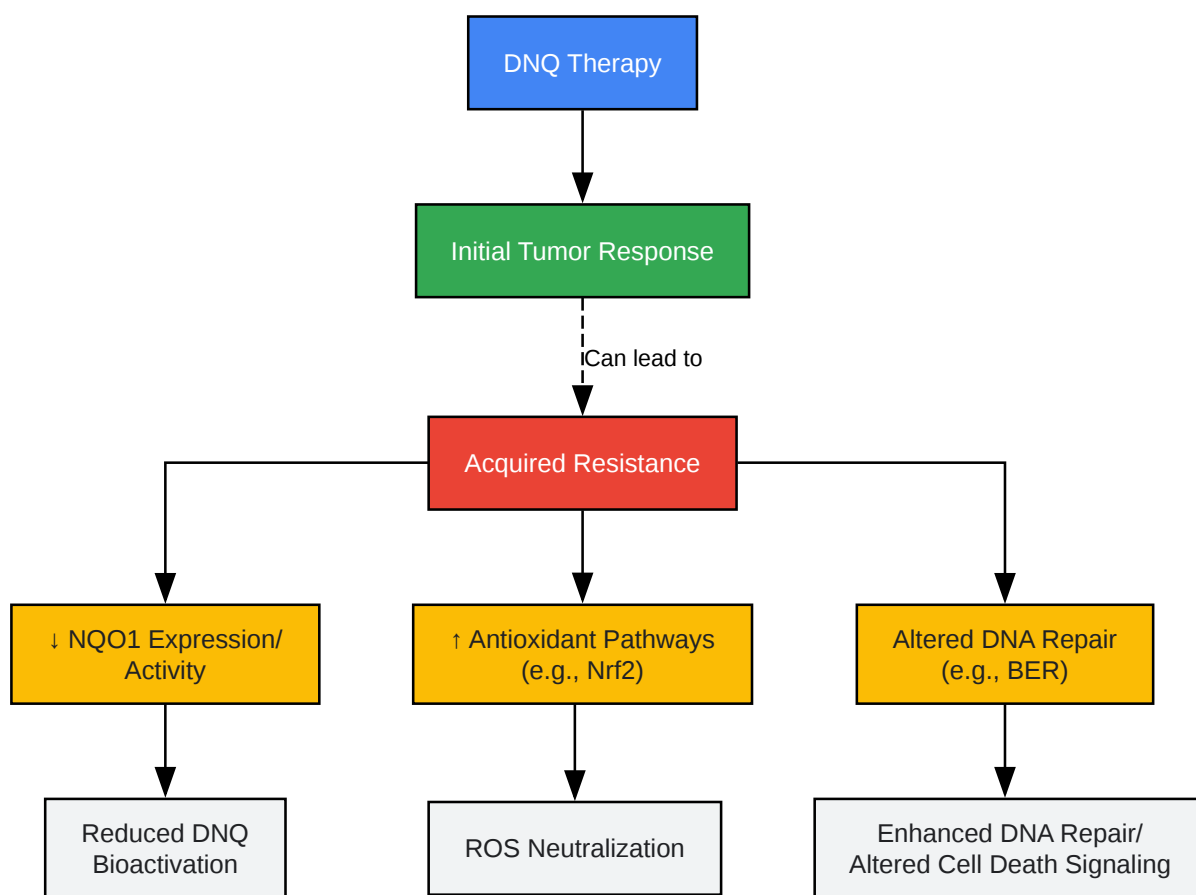 DNQ Therapy
Initial Tumor Response
Can lead to
Acquired Resistance
↓ NQO1 Expression/
Activity
↑ Antioxidant Pathways
(e.g., Nrf2)
Altered DNA Repair
(e.g., BER)
Reduced DNQ
Bioactivation
ROS Neutralization
Enhanced DNA Repair/
Altered Cell Death Signaling